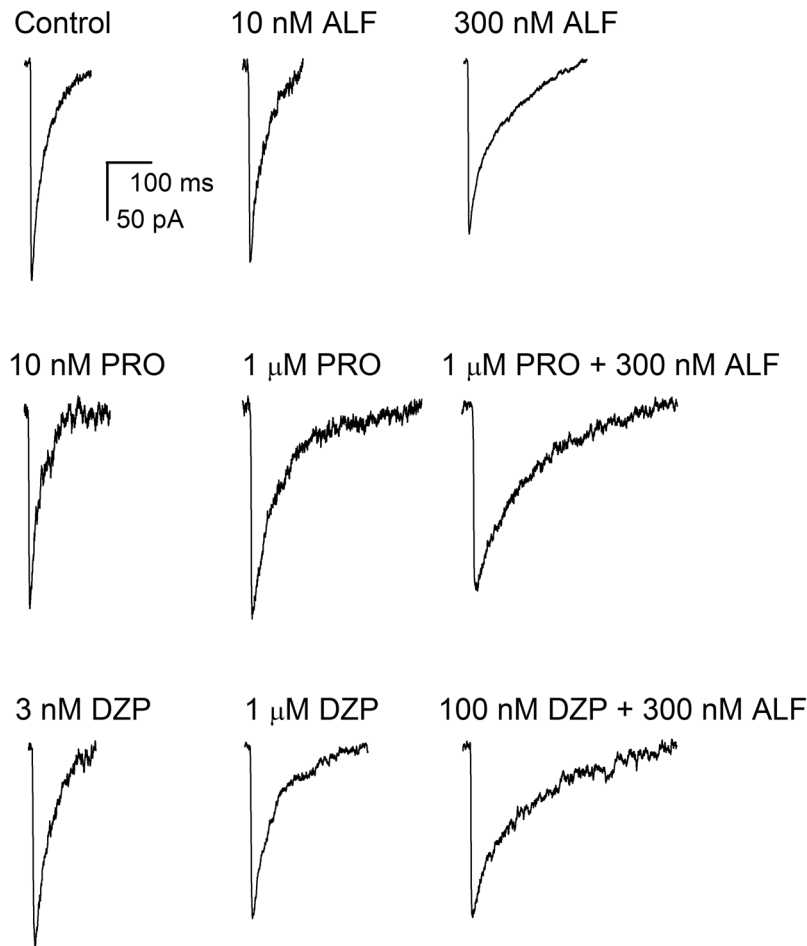 Control 10 nM ALF 300 nM ALF
100 ms
50 pA
10 nM PRO 1 μM PRO 1 μM PRO + 300 nM ALF
3 nM DZP 1 μM DZP 100 nM DZP + 300 nM ALF